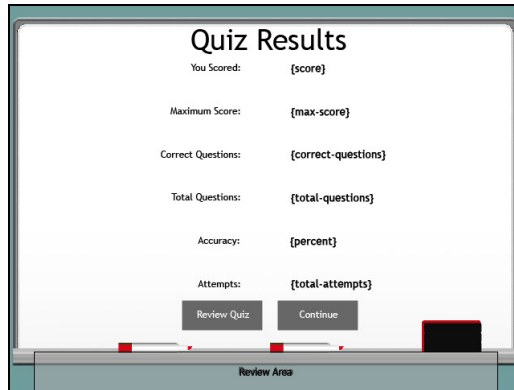 Quiz Results
You Scored: {score}
Maximum Score: {max-score}
Correct Questions: {correct-questions}
Total Questions: {total-questions}
Accuracy: {percent}
Attempts: {total-attempts}
Review Quiz Continue
Review Area